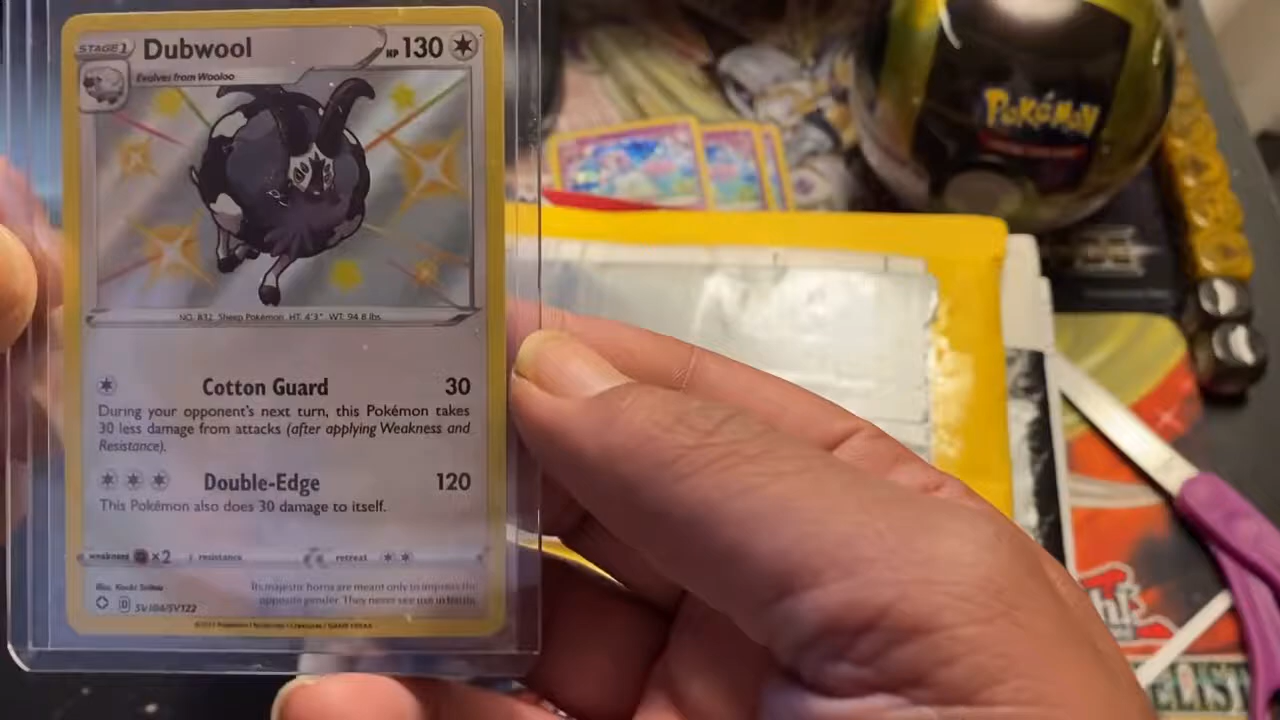 STAGE 1 Dubwool HP 130
Evolves from Wooloo
NO. 832 Sheep Pokémon HT: 4'3" WT: 94.8 lbs.
Cotton Guard 30
During your opponent's next turn, this Pokémon takes
30 less damage from attacks (after applying Weakness and
Resistance).
Double-Edge 120
This Pokémon also does 30 damage to itself.
weakness ×2 resistance retreat
Illus. Kouki Saitou
Its majestic horns are meant only to impress the
opposite gender. They never see use in battle.
D SV104/SV122
POKéMON